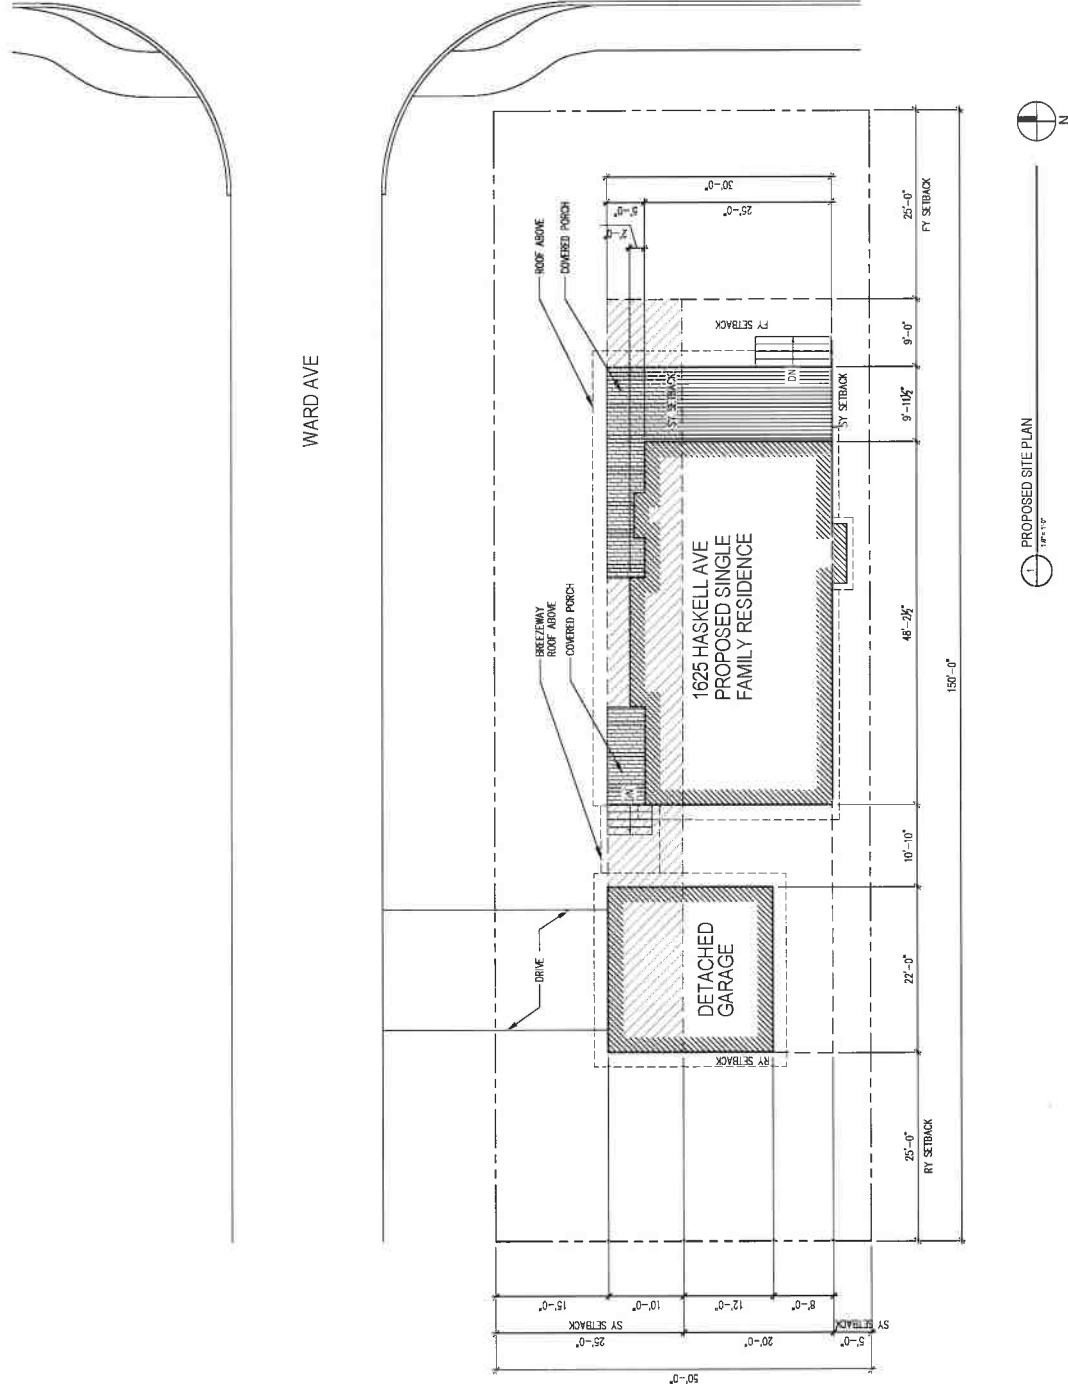 WARD AVE
ROOF ABOVE
COVERED PORCH
BREEZEWAY
ROOF ABOVE
COVERED PORCH
DRIVE
30'-0"
25'-0"
5'-0"
2'-0"
FY SETBACK
SY SETBACK
DN
SY SETBACK
1625 HASKELL AVE
PROPOSED SINGLE
FAMILY RESIDENCE
DN
DETACHED
GARAGE
RY SETBACK
25'-0"
FY SETBACK
9'-0"
9'-11½"
48'-2½"
10'-10"
22'-0"
25'-0"
RY SETBACK
150'-0"
15'-0"
10'-0"
12'-0"
8'-0"
25'-0"
SY SETBACK
20'-0"
5'-0"
SY SETBACK
50'-0"
N
1
PROPOSED SITE PLAN